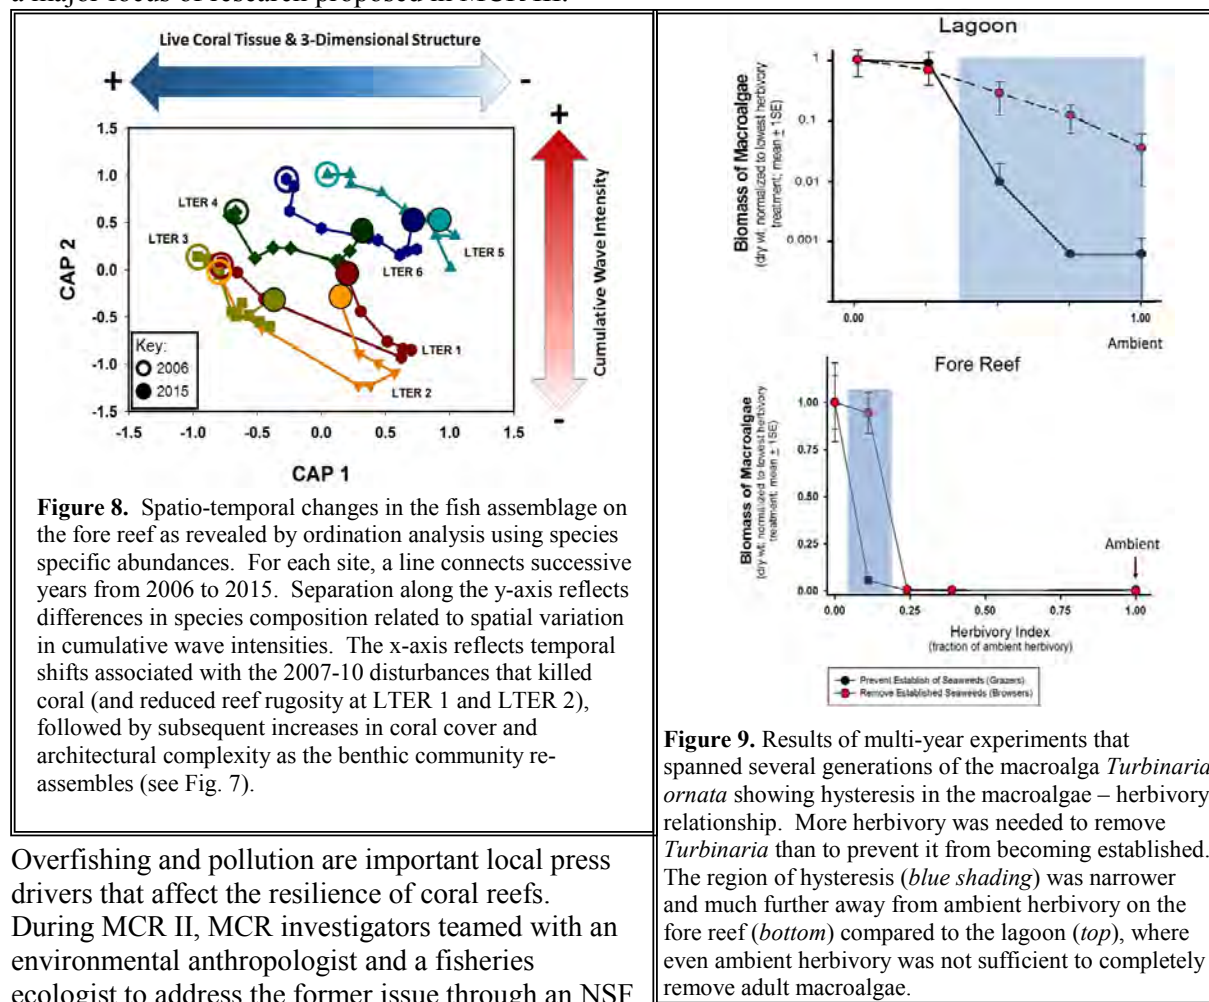 a major focus of research proposed in MCR III.
Live Coral Tissue & 3-Dimensional Structure
+
-
+
Cumulative Wave Intensity
-
CAP 2
1.5
1.0
0.5
0.0
-0.5
-1.0
-1.5
LTER 4
LTER 3
LTER 5
LTER 6
LTER 1
LTER 2
Key:
2006
2015
-1.5 -1.0 -0.5 0.0 0.5 1.0 1.5
CAP 1
Figure 8. Spatio-temporal changes in the fish assemblage on
the fore reef as revealed by ordination analysis using species
specific abundances. For each site, a line connects successive
years from 2006 to 2015. Separation along the y-axis reflects
differences in species composition related to spatial variation
in cumulative wave intensities. The x-axis reflects temporal
shifts associated with the 2007-10 disturbances that killed
coral (and reduced reef rugosity at LTER 1 and LTER 2),
followed by subsequent increases in coral cover and
architectural complexity as the benthic community re-
assembles (see Fig. 7).
Overfishing and pollution are important local press
drivers that affect the resilience of coral reefs.
During MCR II, MCR investigators teamed with an
environmental anthropologist and a fisheries
ecologist to address the former issue through an NSF
Lagoon
Biomass of Macroalgae
(dry wt; normalized to lowest herbivory
treatment; mean ± 1SE)
1
0.1
0.01
0.001
0.00 1.00
Ambient
Fore Reef
Biomass of Macroalgae
(dry wt; normalized to lowest herbivory
treatment; mean ± 1SE)
1.00
0.75
0.50
0.25
0.00
Ambient
0.00 0.25 0.50 0.75 1.00
Herbivory Index
(fraction of ambient herbivory)
Prevent Establish of Seaweeds (Grazers)
Remove Established Seaweeds (Browsers)
Figure 9. Results of multi-year experiments that
spanned several generations of the macroalga Turbinaria
ornata showing hysteresis in the macroalgae – herbivory
relationship. More herbivory was needed to remove
Turbinaria than to prevent it from becoming established.
The region of hysteresis (blue shading) was narrower
and much further away from ambient herbivory on the
fore reef (bottom) compared to the lagoon (top), where
even ambient herbivory was not sufficient to completely
remove adult macroalgae.